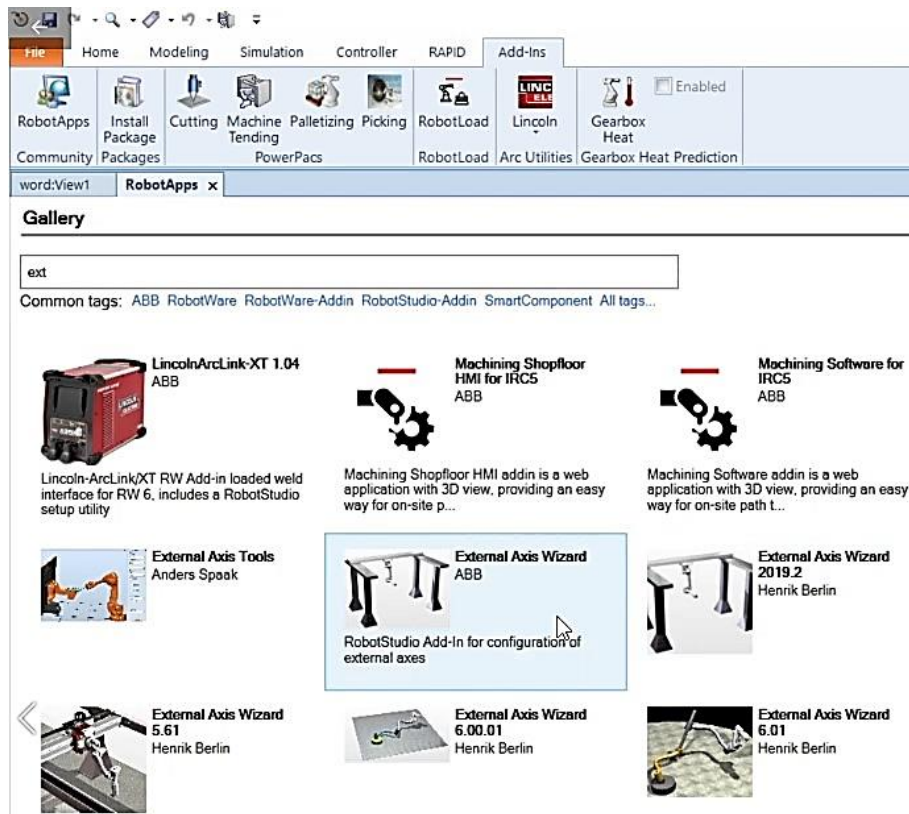 File Home Modeling Simulation Controller RAPID Add-Ins
RobotApps Install Package Cutting Machine Tending Palletizing Picking RobotLoad Lincoln Gearbox Heat Enabled
Community Packages PowerPacs RobotLoad Arc Utilities Gearbox Heat Prediction
word:View1 RobotApps x
Gallery
ext
Common tags: ABB RobotWare RobotWare-Addin RobotStudio-Addin SmartComponent All tags...
LincolnArcLink-XT 1.04
ABB
Lincoln-ArcLink/XT RW Add-in loaded weld
interface for RW 6, includes a RobotStudio
setup utility
Machining Shopfloor
HMI for IRC5
ABB
Machining Shopfloor HMI addin is a web
application with 3D view, providing an easy
way for on-site p...
Machining Software for
IRC5
ABB
Machining Software addin is a web
application with 3D view, providing an easy
way for on-site path t...
External Axis Tools
Anders Spaak
External Axis Wizard
ABB
RobotStudio Add-In for configuration of
external axes
External Axis Wizard
2019.2
Henrik Berlin
External Axis Wizard
5.61
Henrik Berlin
External Axis Wizard
6.00.01
Henrik Berlin
External Axis Wizard
6.01
Henrik Berlin